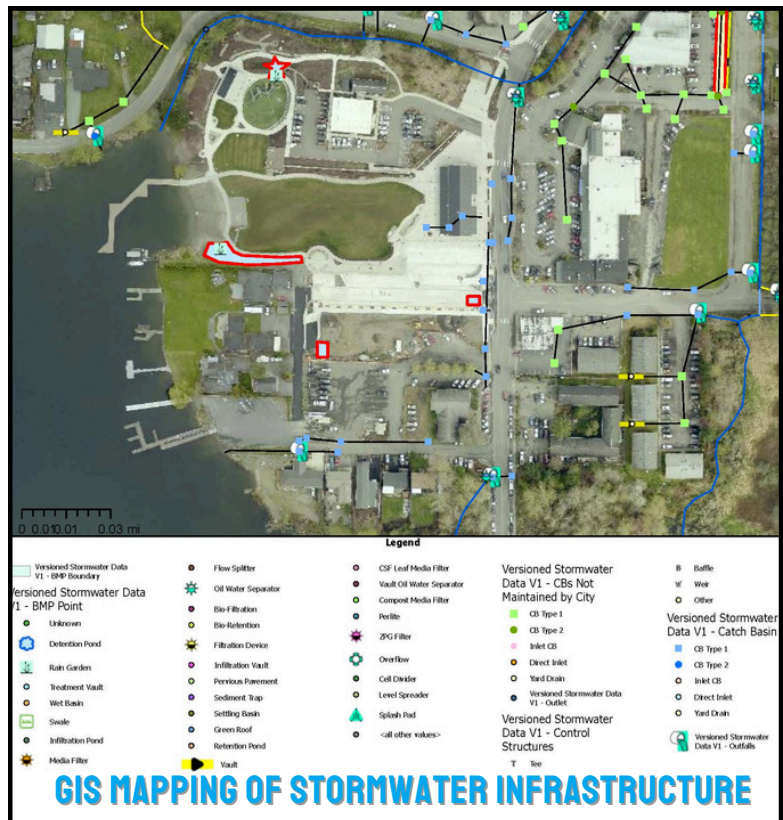 0 0.010.01 0.03 mi
Legend
Versioned Stormwater Data
V1 - BMP Boundary
Versioned Stormwater Data
V1 - BMP Point
Unknown
Detention Pond
Rain Garden
Treatment Vault
Wet Basin
Swale
Infiltration Pond
Media Filter
Flow Splitter
Oil Water Separator
Bio-Filtration
Bio-Retention
Filtration Device
Infiltration Vault
Pervious Pavement
Sediment Trap
Settling Basin
Green Roof
Retention Pond
Vault
CSF Leaf Media Filter
Vault Oil Water Separator
Compost Media Filter
Perlite
ZPG Filter
Overflow
Cell Divider
Level Spreader
Splash Pad
<all other values>
Versioned Stormwater
Data V1 - CBs Not
Maintained by City
CB Type 1
CB Type 2
Inlet CB
Direct Inlet
Yard Drain
Versioned Stormwater Data
V1 - Outlet
Versioned Stormwater
Data V1 - Control
Structures
T Tee
B Baffle
W Weir
Other
Versioned Stormwater
Data V1 - Catch Basin
CB Type 1
CB Type 2
Inlet CB
Direct Inlet
Yard Drain
Versioned Stormwater
Data V1 - Outfalls
GIS MAPPING OF STORMWATER INFRASTRUCTURE